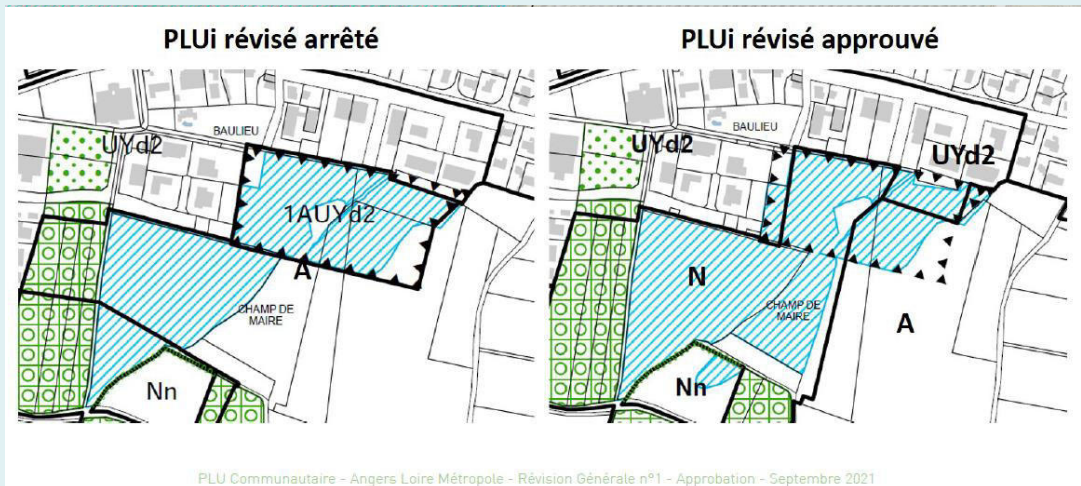 PLUi révisé arrêté
PLUi révisé approuvé
BAULIEU
UYd2
1AUYd2
A
CHAMP DE
MAIRE
Nn
BAULIEU
UYd2
UYd2
N
CHAMP DE
MAIRE
A
Nn
PLU Communautaire - Angers Loire Métropole - Révision Générale n°1 - Approbation - Septembre 2021